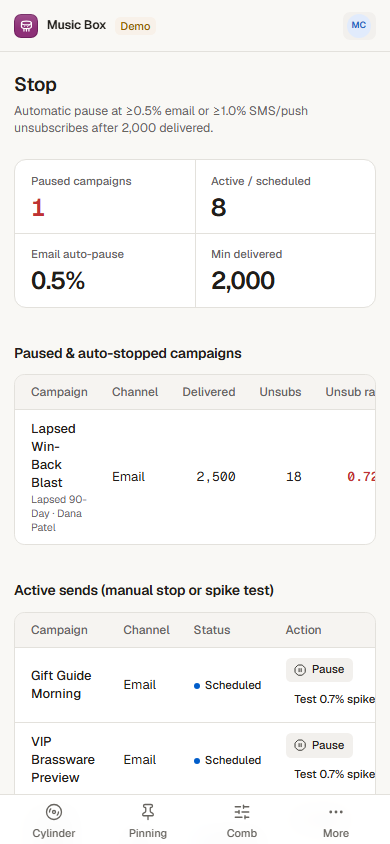 Music Box Demo MC
Stop
Automatic pause at ≥0.5% email or ≥1.0% SMS/push
unsubscribes after 2,000 delivered.
Paused campaigns
1
Active / scheduled
8
Email auto-pause
0.5%
Min delivered
2,000
Paused & auto-stopped campaigns
Campaign Channel Delivered Unsubs Unsub ra
Lapsed
Win-
Back
Blast
Lapsed 90-
Day · Dana
Patel
Email 2,500 18 0.72
Active sends (manual stop or spike test)
Campaign Channel Status Action
Gift Guide
Morning
Email Scheduled Pause
Test 0.7% spike
VIP
Brassware
Preview
Email Scheduled Pause
Test 0.7% spike
Cylinder Pinning Comb More